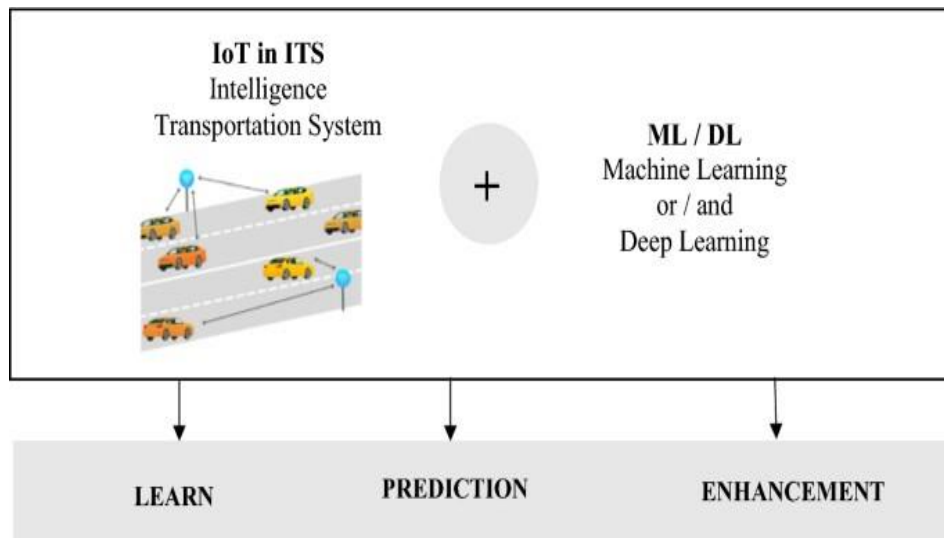 IoT in ITS
Intelligence
Transportation System
+
ML / DL
Machine Learning
or / and
Deep Learning
LEARN
PREDICTION
ENHANCEMENT